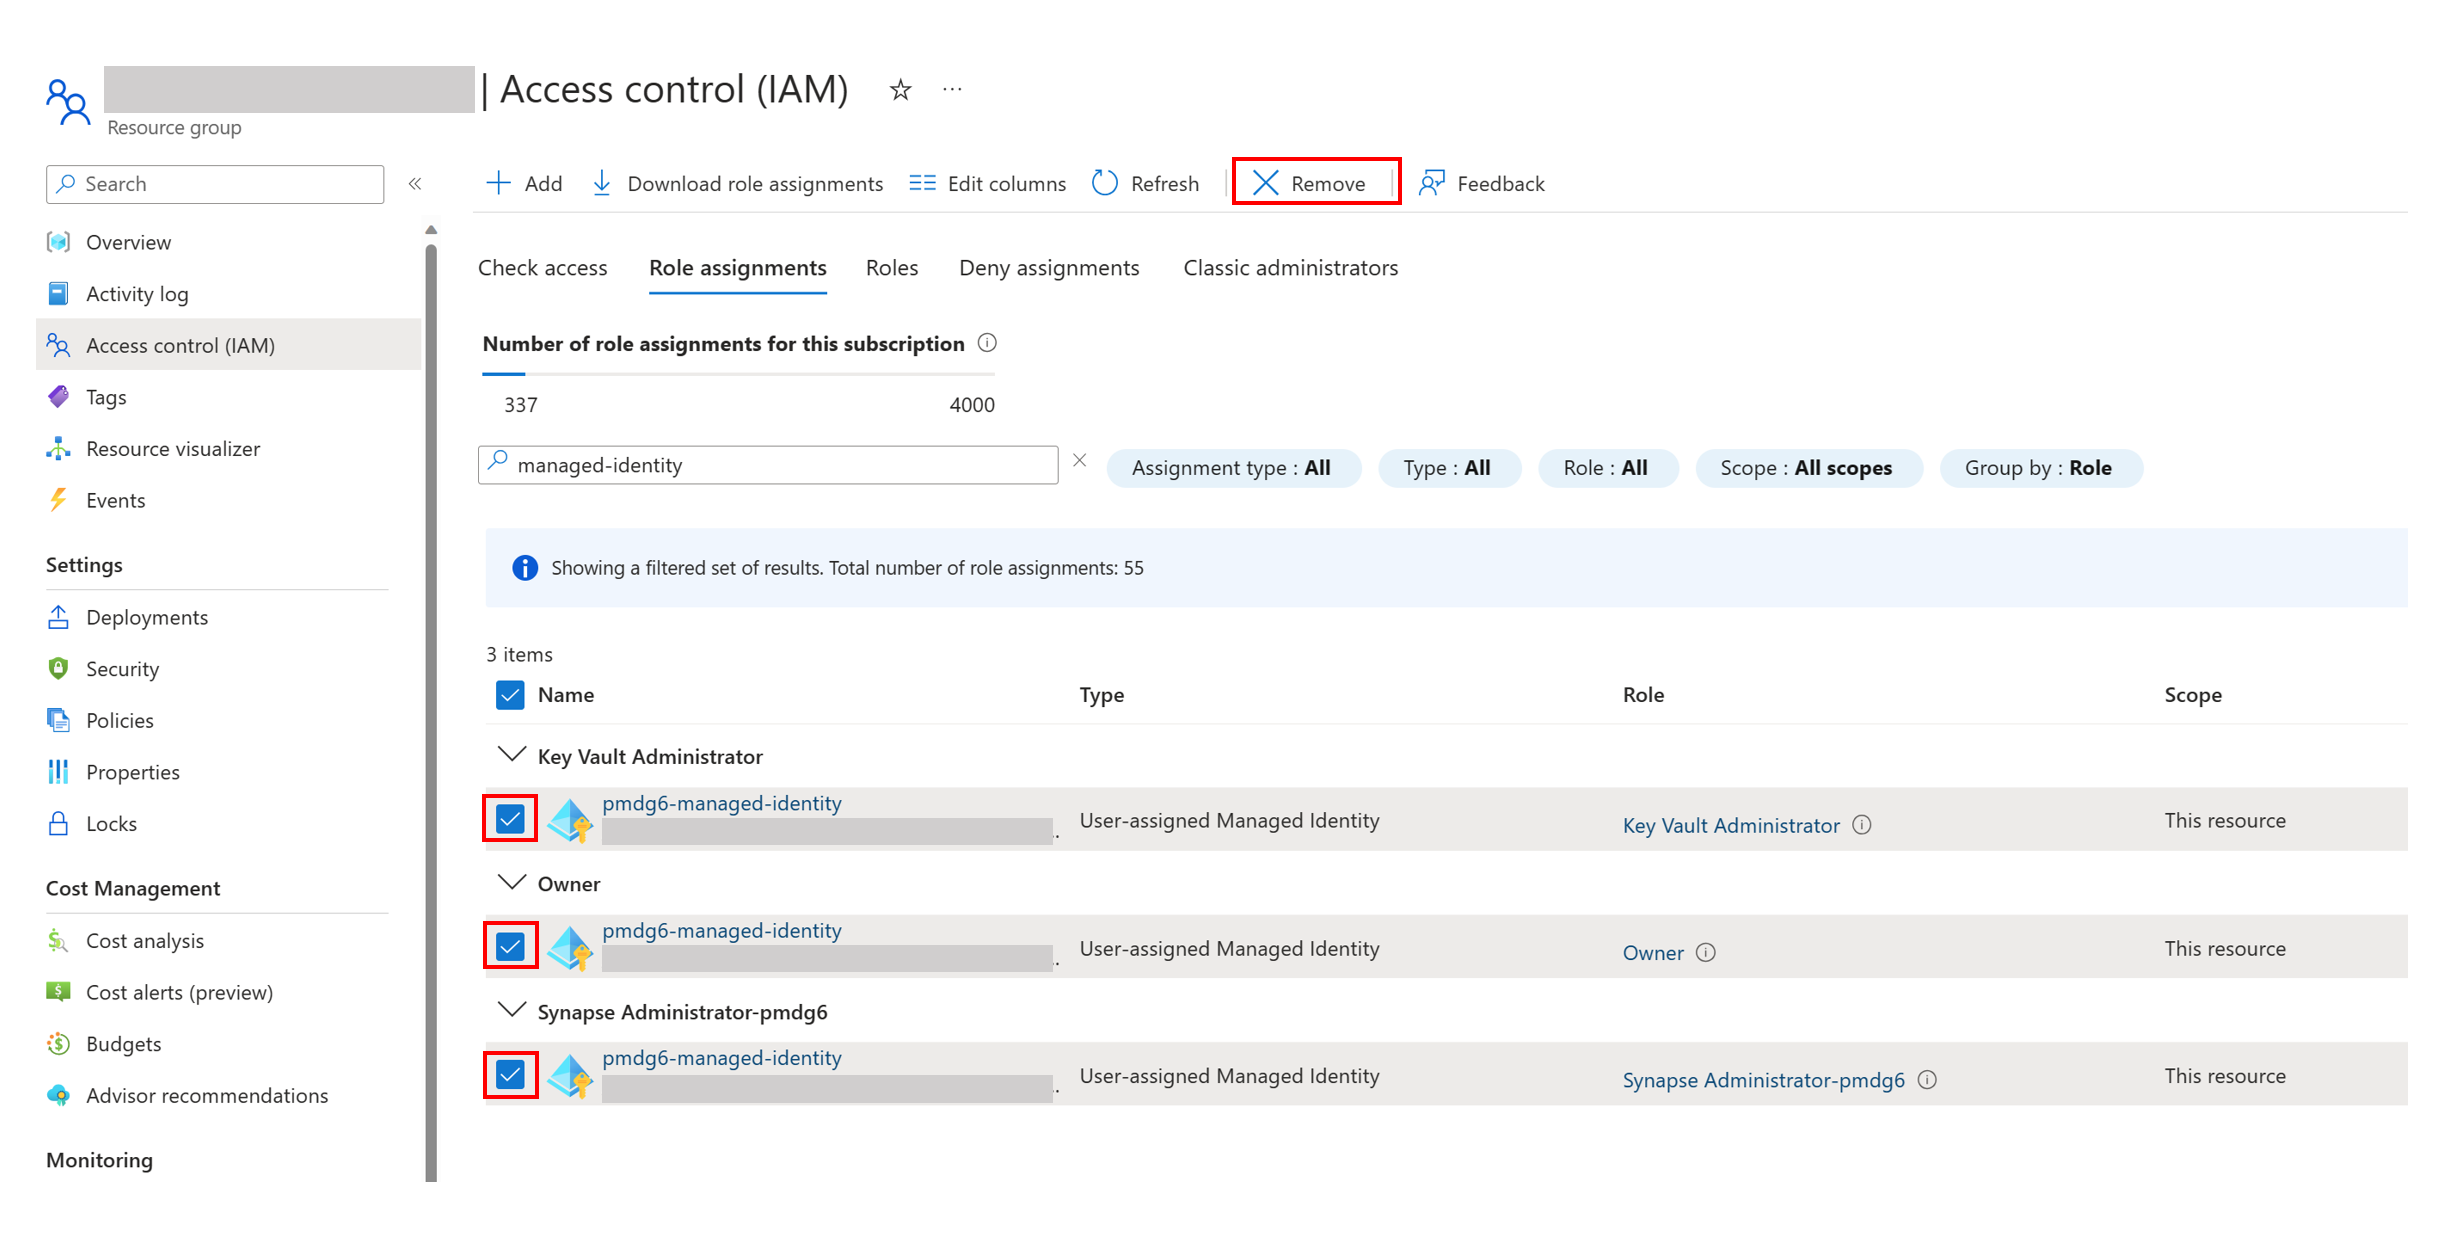 | Access control (IAM) ☆ ···
Resource group
Search «
Add Download role assignments Edit columns Refresh Remove Feedback
Overview
Activity log
Access control (IAM)
Tags
Resource visualizer
Events
Settings
Deployments
Security
Policies
Properties
Locks
Cost Management
Cost analysis
Cost alerts (preview)
Budgets
Advisor recommendations
Monitoring
Check access Role assignments Roles Deny assignments Classic administrators
Number of role assignments for this subscription
337 4000
managed-identity Assignment type : All Type : All Role : All Scope : All scopes Group by : Role
Showing a filtered set of results. Total number of role assignments: 55
3 items
Name Type Role Scope
Key Vault Administrator
pmdg6-managed-identity
User-assigned Managed Identity Key Vault Administrator This resource
Owner
pmdg6-managed-identity
User-assigned Managed Identity Owner This resource
Synapse Administrator-pmdg6
pmdg6-managed-identity
User-assigned Managed Identity Synapse Administrator-pmdg6 This resource